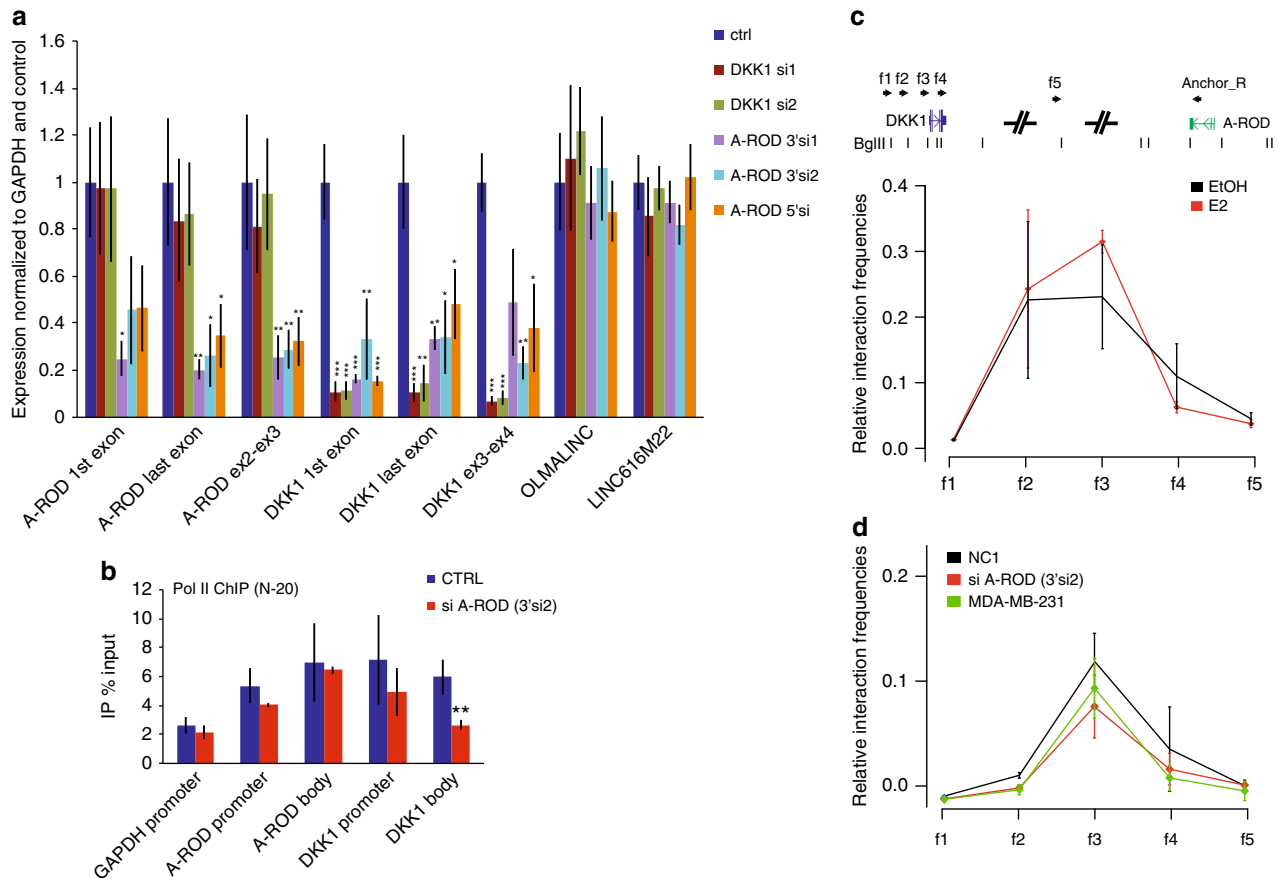 a
Expression normalized to GAPDH and control
1.6
1.4
1.2
1
0.8
0.6
0.4
0.2
0
*
**
*
*
**
**
**
***
***
***
**
***
***
**
**
*
*
***
***
**
*
A-ROD 1st exon
A-ROD last exon
A-ROD ex2-ex3
DKK1 1st exon
DKK1 last exon
DKK1 ex3-ex4
OLMALINC
LINC616M22
ctrl
DKK1 si1
DKK1 si2
A-ROD 3'si1
A-ROD 3'si2
A-ROD 5'si
b
Pol II ChIP (N-20)
CTRL
si A-ROD (3'si2)
IP % input
12
10
8
6
4
2
0
**
GAPDH promoter
A-ROD promoter
A-ROD body
DKK1 promoter
DKK1 body
c
f1 f2 f3 f4
f5
Anchor_R
DKK1
A-ROD
BglII
EtOH
E2
Relative interaction frequencies
0.4
0.3
0.2
0.1
0.0
f1 f2 f3 f4 f5
d
NC1
si A-ROD (3'si2)
MDA-MB-231
Relative interaction frequencies
0.2
0.1
0.0
f1 f2 f3 f4 f5